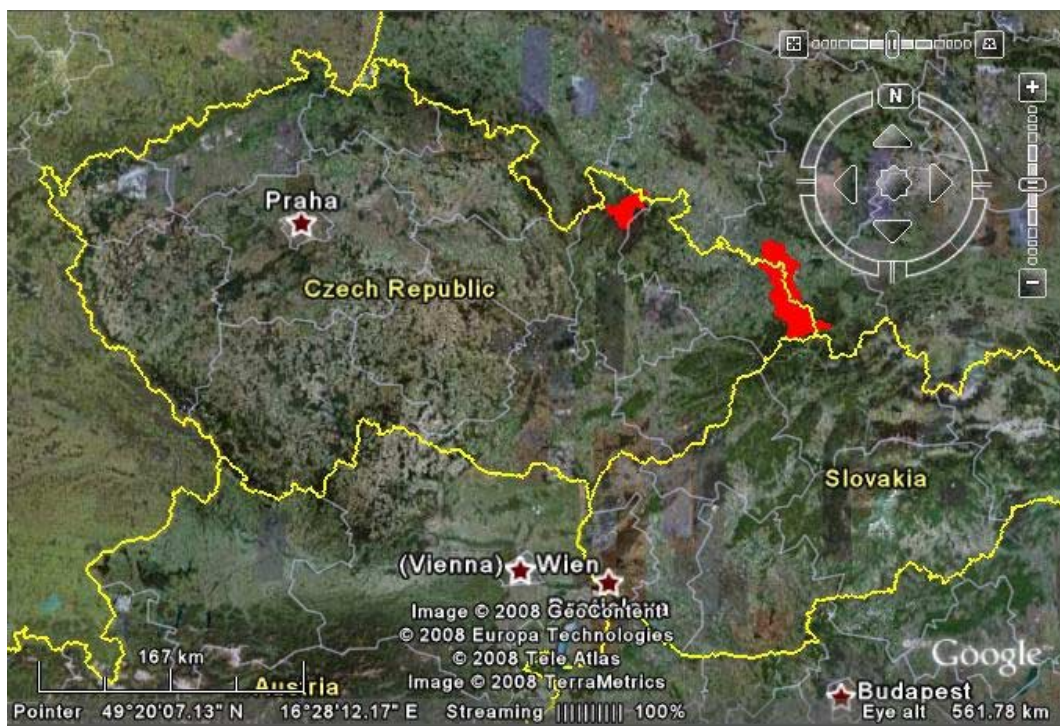 N
Praha
Czech Republic
Slovakia
(Vienna) Wien
Image © 2008 GeoContent
© 2008 Europa Technologies
© 2008 Tele Atlas
Image © 2008 TerraMetrics
Google
167 km
Austria
Budapest
Pointer 49°20'07.13" N 16°28'12.17" E Streaming |||||||||| 100% Eye alt 561.78 km